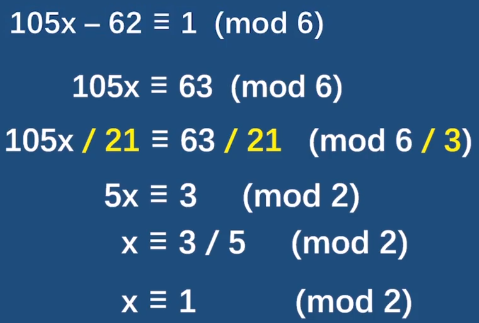 105x – 62 ≡ 1 (mod 6)
105x ≡ 63 (mod 6)
105x / 21 ≡ 63 / 21 (mod 6 / 3)
5x ≡ 3 (mod 2)
x ≡ 3 / 5 (mod 2)
x ≡ 1 (mod 2)